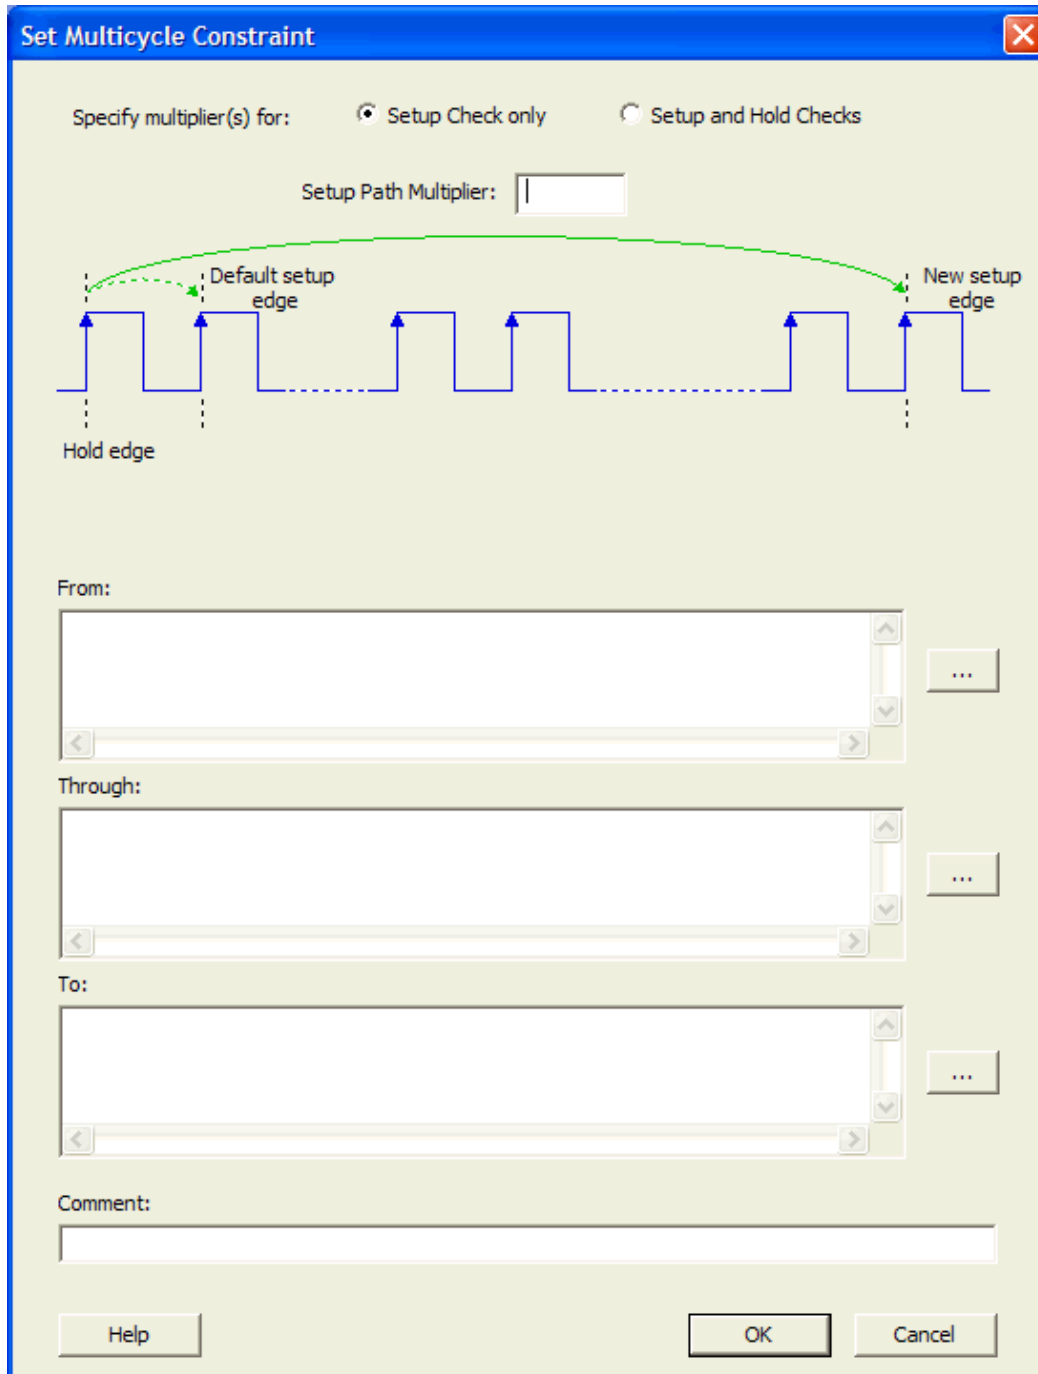 Set Multicycle Constraint
Specify multiplier(s) for: Setup Check only Setup and Hold Checks
Setup Path Multiplier:
Default setup edge
New setup edge
Hold edge
From:
...
Through:
...
To:
...
Comment:
Help OK Cancel